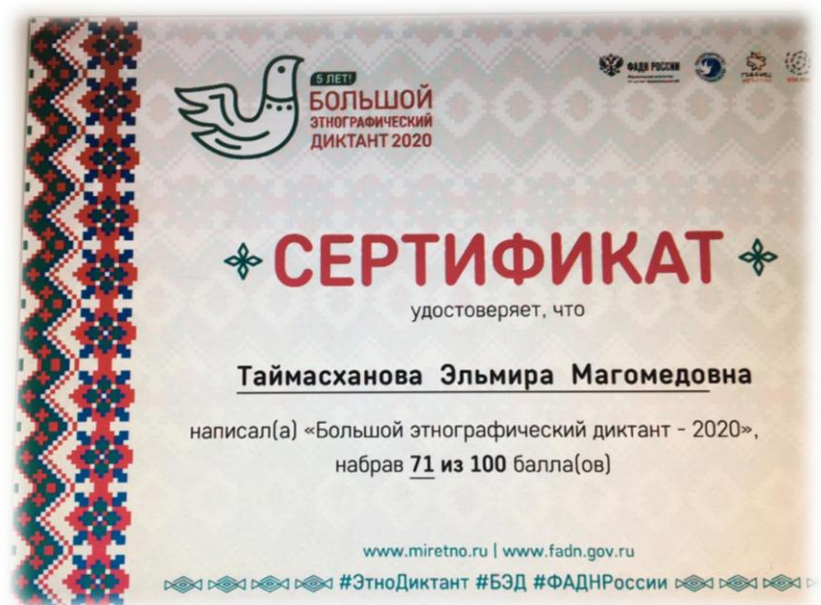 5 ЛЕТ!
БОЛЬШОЙ
ЭТНОГРАФИЧЕСКИЙ
ДИКТАНТ 2020
ФАДН РОССИИ
СЕРТИФИКАТ
удостоверяет, что
Таймасханова Эльмира Магомедовна
написал(а) «Большой этнографический диктант - 2020»,
набрав 71 из 100 балла(ов)
www.miretno.ru | www.fadn.gov.ru
#ЭтноДиктант #БЭД #ФАДНРоссии